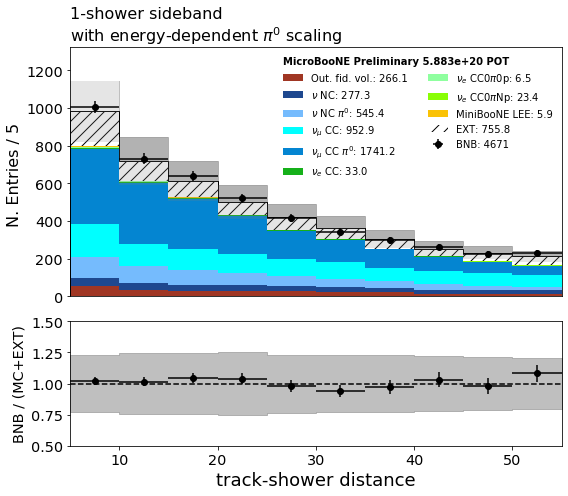 1-shower sideband
with energy-dependent π⁰ scaling
MicroBooNE Preliminary 5.883e+20 POT
Out. fid. vol.: 266.1
ν NC: 277.3
ν NC π⁰: 545.4
ν_μ CC: 952.9
ν_μ CC π⁰: 1741.2
ν_e CC: 33.0
ν_e CC0π0p: 6.5
ν_e CC0πNp: 23.4
MiniBooNE LEE: 5.9
EXT: 755.8
BNB: 4671
N. Entries / 5
1200
1000
800
600
400
200
0
BNB / (MC+EXT)
1.50
1.25
1.00
0.75
0.50
10 20 30 40 50
track-shower distance